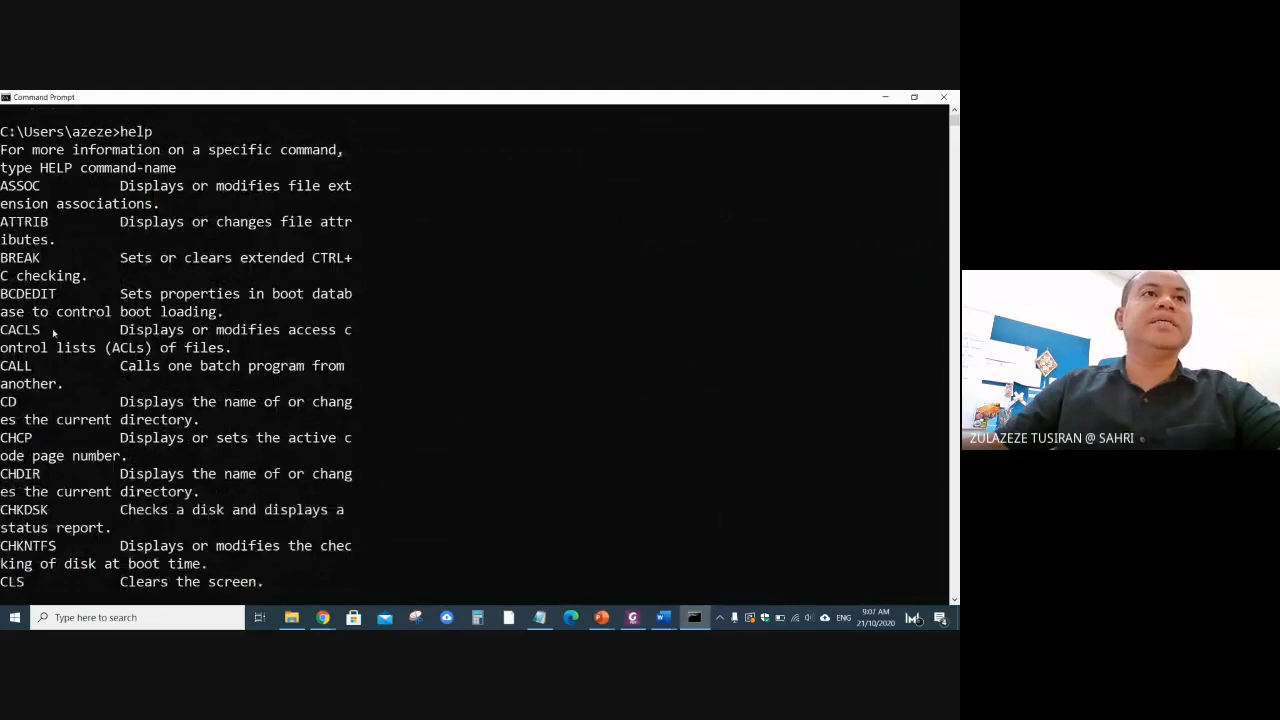 Command Prompt
C:\Users\azeze>help
For more information on a specific command,
type HELP command-name
ASSOC          Displays or modifies file ext
ension associations.
ATTRIB         Displays or changes file attr
ibutes.
BREAK          Sets or clears extended CTRL+
C checking.
BCDEDIT        Sets properties in boot datab
ase to control boot loading.
CACLS          Displays or modifies access c
ontrol lists (ACLs) of files.
CALL           Calls one batch program from
another.
CD             Displays the name of or chang
es the current directory.
CHCP           Displays or sets the active c
ode page number.
CHDIR          Displays the name of or chang
es the current directory.
CHKDSK         Checks a disk and displays a
status report.
CHKNTFS        Displays or modifies the chec
king of disk at boot time.
CLS            Clears the screen.
ZULAZEZE TUSIRAN @ SAHRI
Type here to search
ENG
9:07 AM
21/10/2020